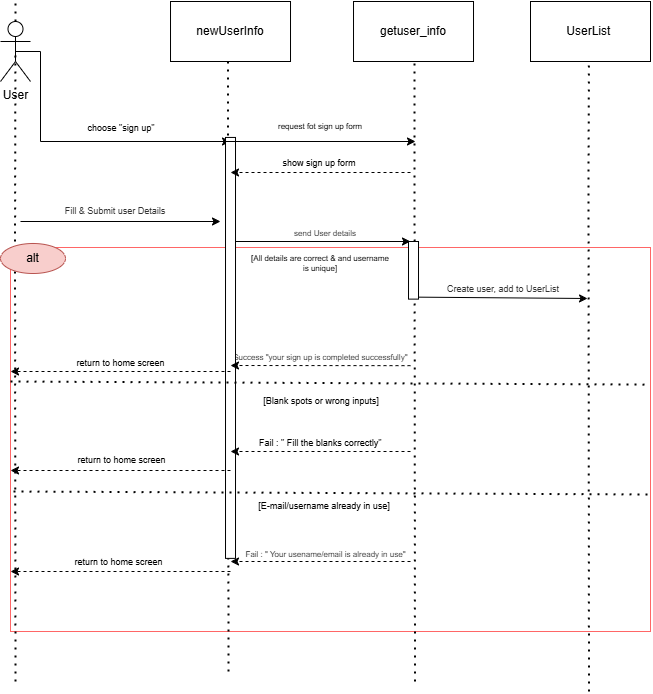 newUserInfo
getuser_info
UserList
User
choose "sign up"
request fot sign up form
show sign up form
Fill & Submit user Details
send User details
alt
[All details are correct & and username
is unique]
Create user, add to UserList
Success "your sign up is completed successfully"
return to home screen
[Blank spots or wrong inputs]
Fail : " Fill the blanks correctly"
return to home screen
[E-mail/username already in use]
Fail : " Your usename/email is already in use"
return to home screen